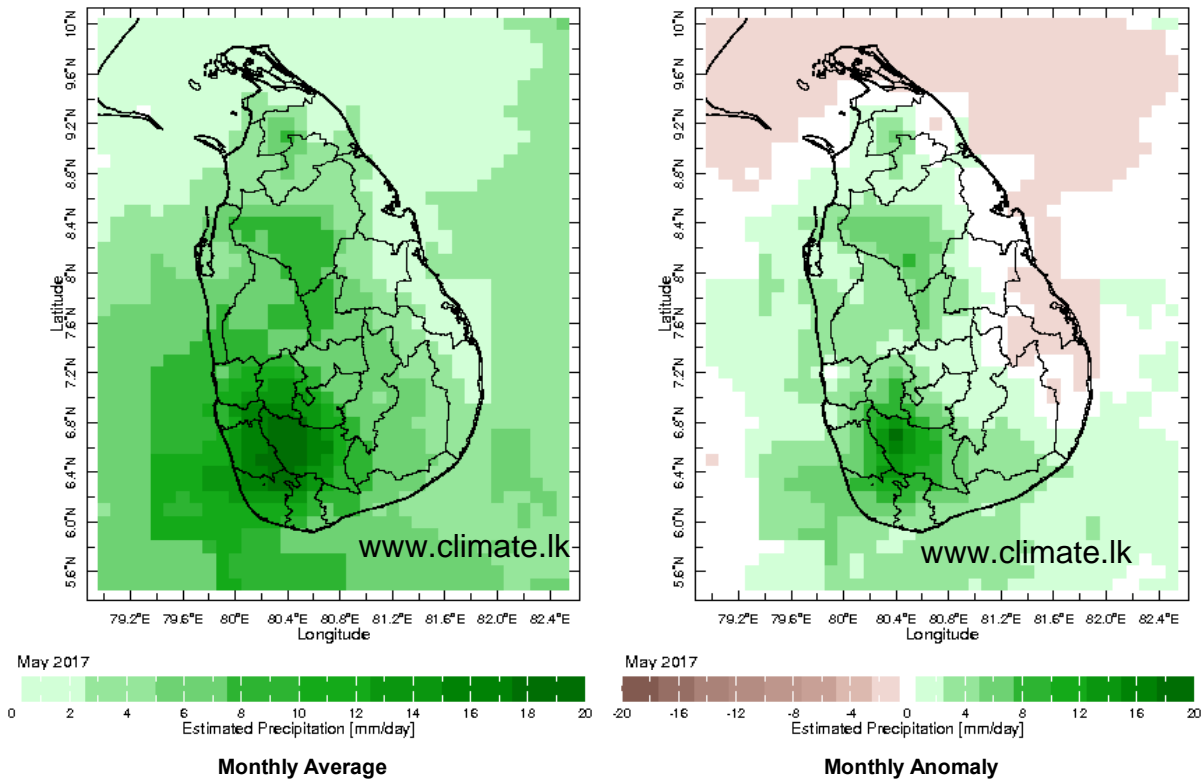 10°N
9.6°N
9.2°N
8.8°N
8.4°N
8°N
7.6°N
7.2°N
6.8°N
6.4°N
6.0°N
5.6°N
Latitude
www.climate.lk
79.2°E 79.6°E 80°E 80.4°E 80.8°E 81.2°E 81.6°E 82.0°E 82.4°E
Longitude
May 2017
0 2 4 6 8 10 12 14 16 18 20
Estimated Precipitation [mm/day]
Monthly Average
10°N
9.6°N
9.2°N
8.8°N
8.4°N
8°N
7.6°N
7.2°N
6.8°N
6.4°N
6.0°N
5.6°N
Latitude
www.climate.lk
79.2°E 79.6°E 80°E 80.4°E 80.8°E 81.2°E 81.6°E 82.0°E 82.4°E
Longitude
May 2017
-20 -16 -12 -8 -4 0 4 8 12 16 20
Estimated Precipitation [mm/day]
Monthly Anomaly